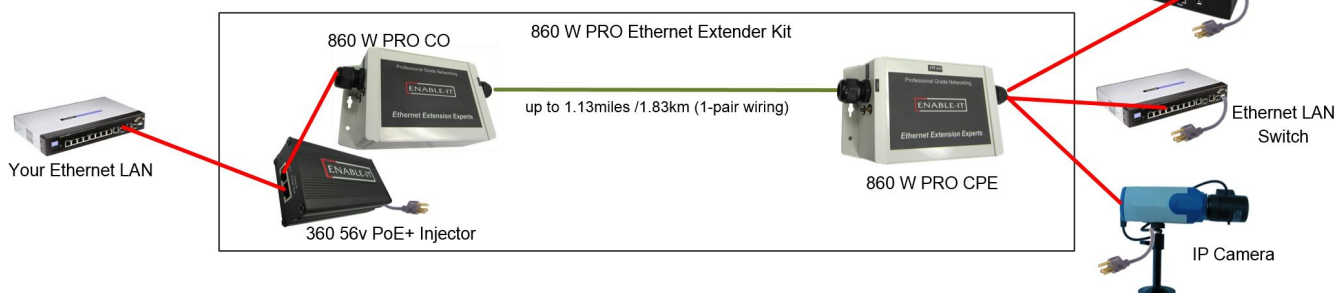 860 W PRO Ethernet Extender Kit
860 W PRO CO
Professional Grade Networking
ENABLE-IT
Ethernet Extension Experts
up to 1.13miles /1.83km (1-pair wiring)
Professional Grade Networking
ENABLE-IT
Ethernet Extension Experts
860 W PRO CPE
Your Ethernet LAN
ENABLE-IT
360 56v PoE+ Injector
Ethernet LAN
Switch
IP Camera